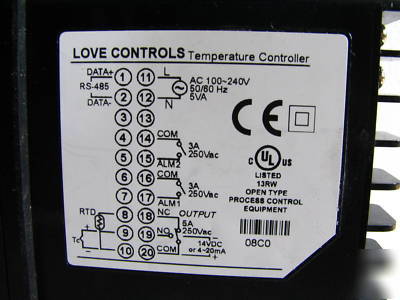 LOVE CONTROLS Temperature Controller
DATA+ 1 11 L AC 100~240V
RS-485 50/60 Hz
DATA- 2 12 N 5VA
3 13
4 14 COM 3A
250Vac
5 15 ALM2
6 16 COM 3A
250Vac
7 17 ALM1
RTD 8 18 NC OUTPUT
5A
9 19 NO 250Vac
Tc 14VDC
10 20 COM or 4~20mA
CE
C UL US
LISTED
13RW
OPEN TYPE
PROCESS CONTROL
EQUIPMENT
08C0